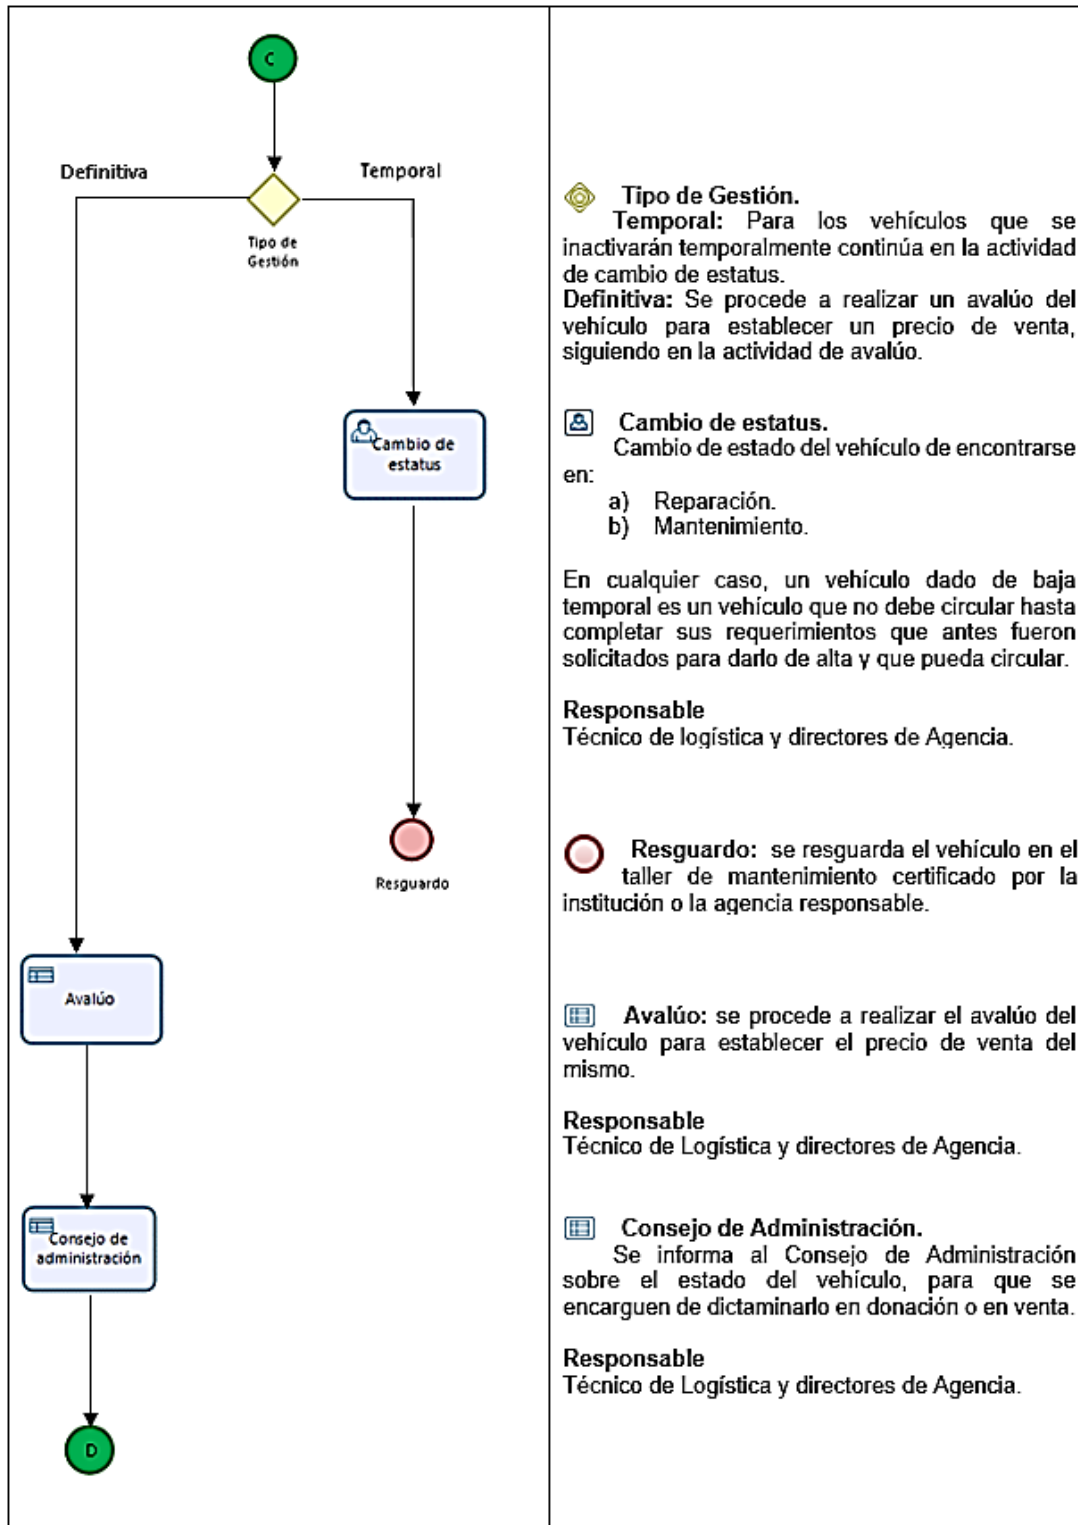 C
Definitiva
Temporal
Tipo de
Gestión
Cambio de
estatus
Resguardo
Avalúo
Consejo de
administración
D
Tipo de Gestión.
Temporal: Para los vehículos que se
inactivarán temporalmente continúa en la actividad
de cambio de estatus.
Definitiva: Se procede a realizar un avalúo del
vehículo para establecer un precio de venta,
siguiendo en la actividad de avalúo.
Cambio de estatus.
Cambio de estado del vehículo de encontrarse
en:
a) Reparación.
b) Mantenimiento.
En cualquier caso, un vehículo dado de baja
temporal es un vehículo que no debe circular hasta
completar sus requerimientos que antes fueron
solicitados para darlo de alta y que pueda circular.
Responsable
Técnico de logística y directores de Agencia.
Resguardo: se resguarda el vehículo en el
taller de mantenimiento certificado por la
institución o la agencia responsable.
Avalúo: se procede a realizar el avalúo del
vehículo para establecer el precio de venta del
mismo.
Responsable
Técnico de Logística y directores de Agencia.
Consejo de Administración.
Se informa al Consejo de Administración
sobre el estado del vehículo, para que se
encarguen de dictaminarlo en donación o en venta.
Responsable
Técnico de Logística y directores de Agencia.